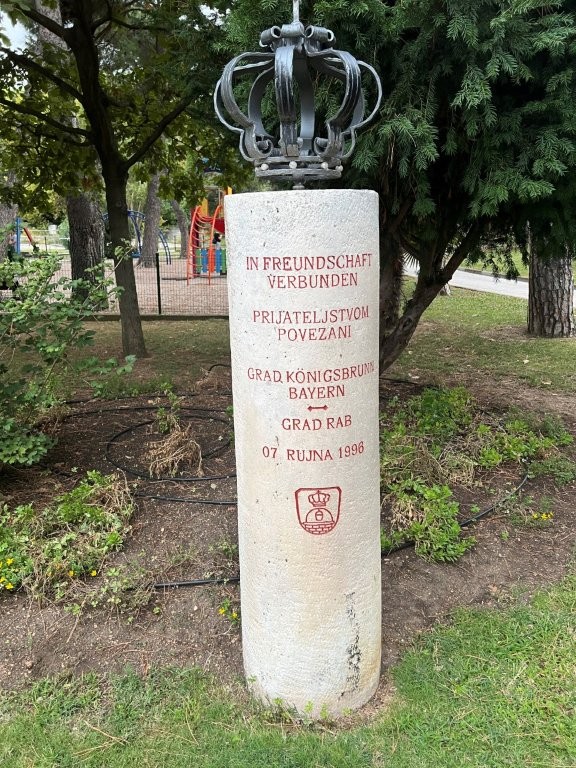 IN FREUNDSCHAFT
VERBUNDEN
PRIJATELJSTVOM
POVEZANI
GRAD KÖNIGSBRUNN
BAYERN
GRAD RAB
07. RUJNA 1996